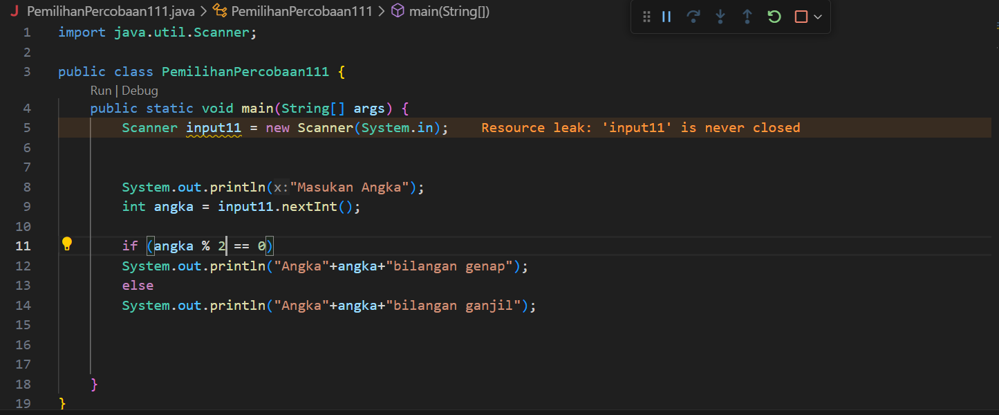 PemilihanPercobaan111.java > PemilihanPercobaan111 > main(String[])
1 import java.util.Scanner;
2
3 public class PemilihanPercobaan111 {
Run | Debug
4 public static void main(String[] args) {
5 Scanner input11 = new Scanner(System.in); Resource leak: 'input11' is never closed
6
7
8 System.out.println(x:"Masukan Angka");
9 int angka = input11.nextInt();
10
11 if (angka % 2 == 0)
12 System.out.println("Angka"+angka+"bilangan genap");
13 else
14 System.out.println("Angka"+angka+"bilangan ganjil");
15
16
17
18 }
19 }